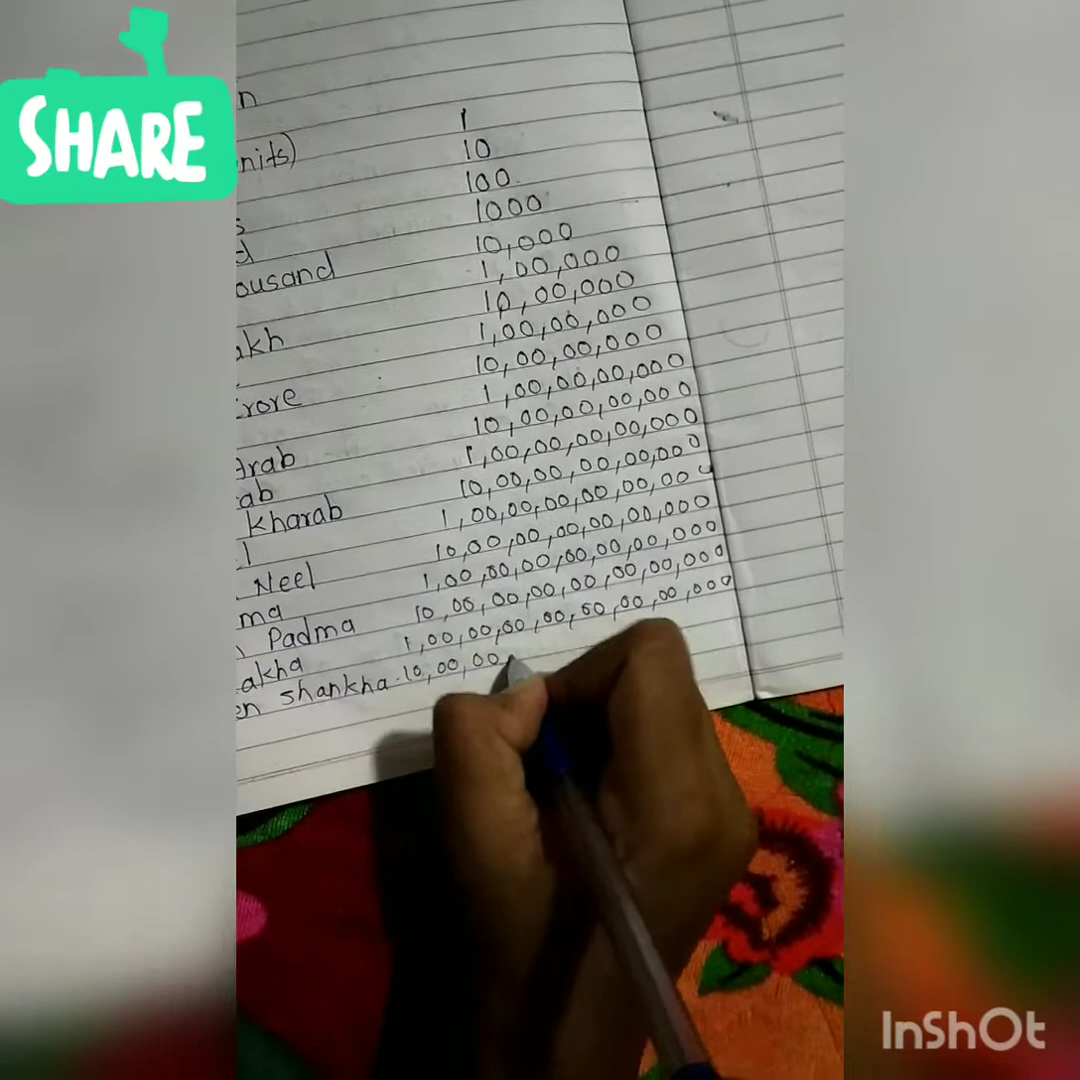 n
nits) 1
10
s 100
d 1000
ousand 10,000
1,00,000
akh 10,00,000
1,00,00,000
rore 10,00,00,000
1,00,00,00,000
Arab 10,00,00,00,000
ab 1,00,00,00,00,000
kharab 10,00,00,00,00,000
l 1,00,00,00,00,00,000
Neel 10,00,00,00,00,00,000
ma 1,00,00,00,00,00,00,000
Padma 10,00,00,00,00,00,00,000
akha 1,00,00,00,00,00,00,00,000
en shankha 10,00,00,
SHARE
InShOt